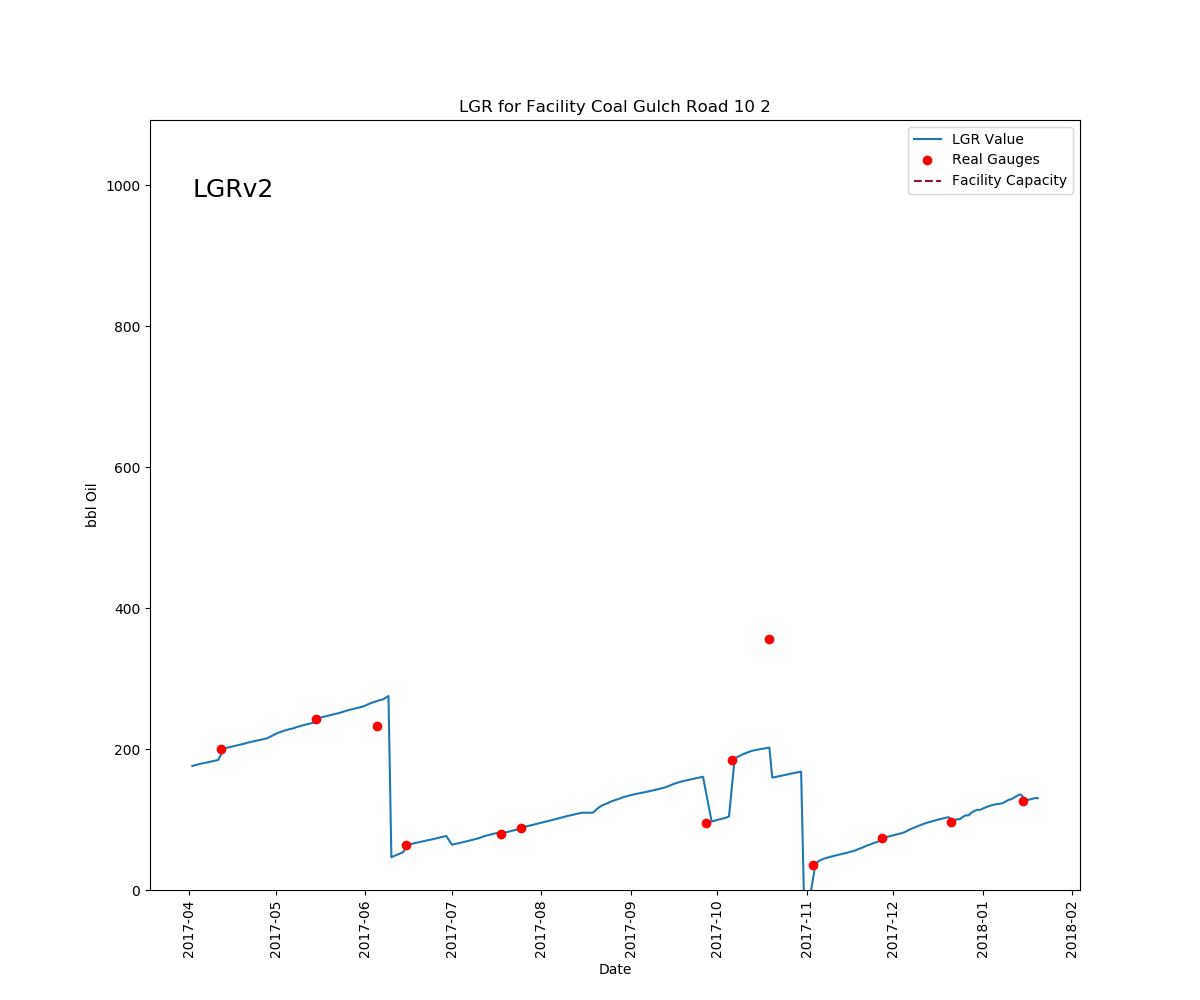 LGR for Facility Coal Gulch Road 10 2
LGRv2
LGR Value
Real Gauges
Facility Capacity
bbl Oil
1000
800
600
400
200
0
2017-04
2017-05
2017-06
2017-07
2017-08
2017-09
2017-10
2017-11
2017-12
2018-01
2018-02
Date